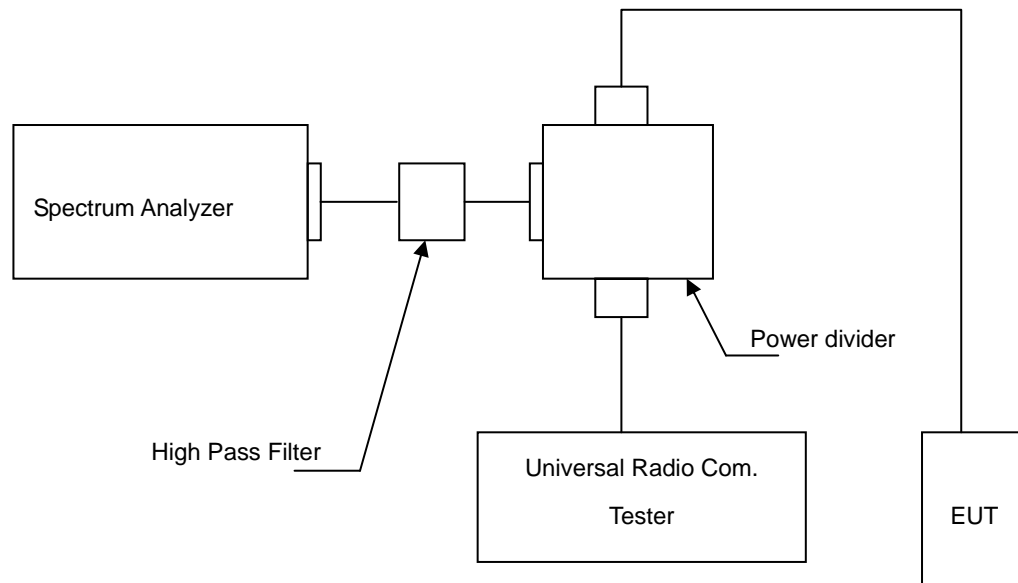 Spectrum Analyzer
Power divider
High Pass Filter
Universal Radio Com.
Tester
EUT